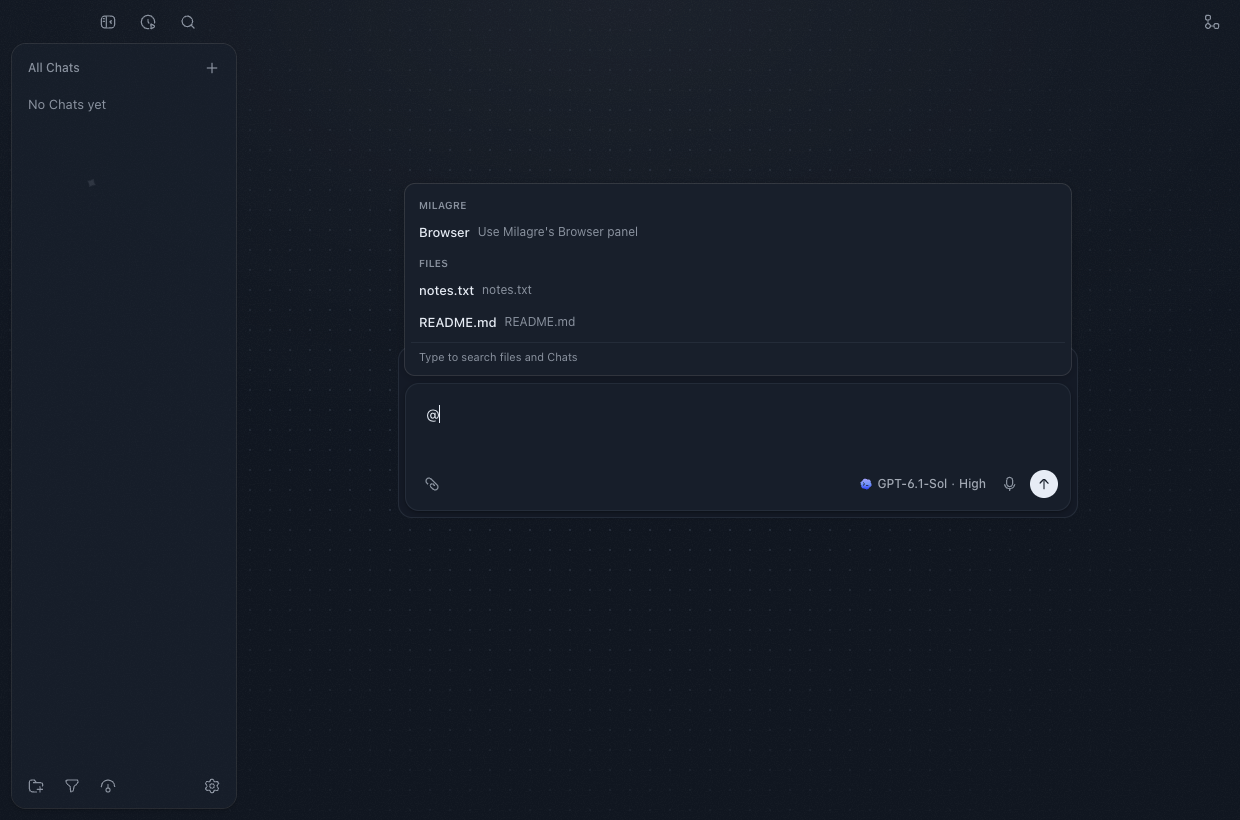 All Chats
No Chats yet
MILAGRE
Browser Use Milagre's Browser panel
FILES
notes.txt notes.txt
README.md README.md
Type to search files and Chats
@
GPT-6.1-Sol · High